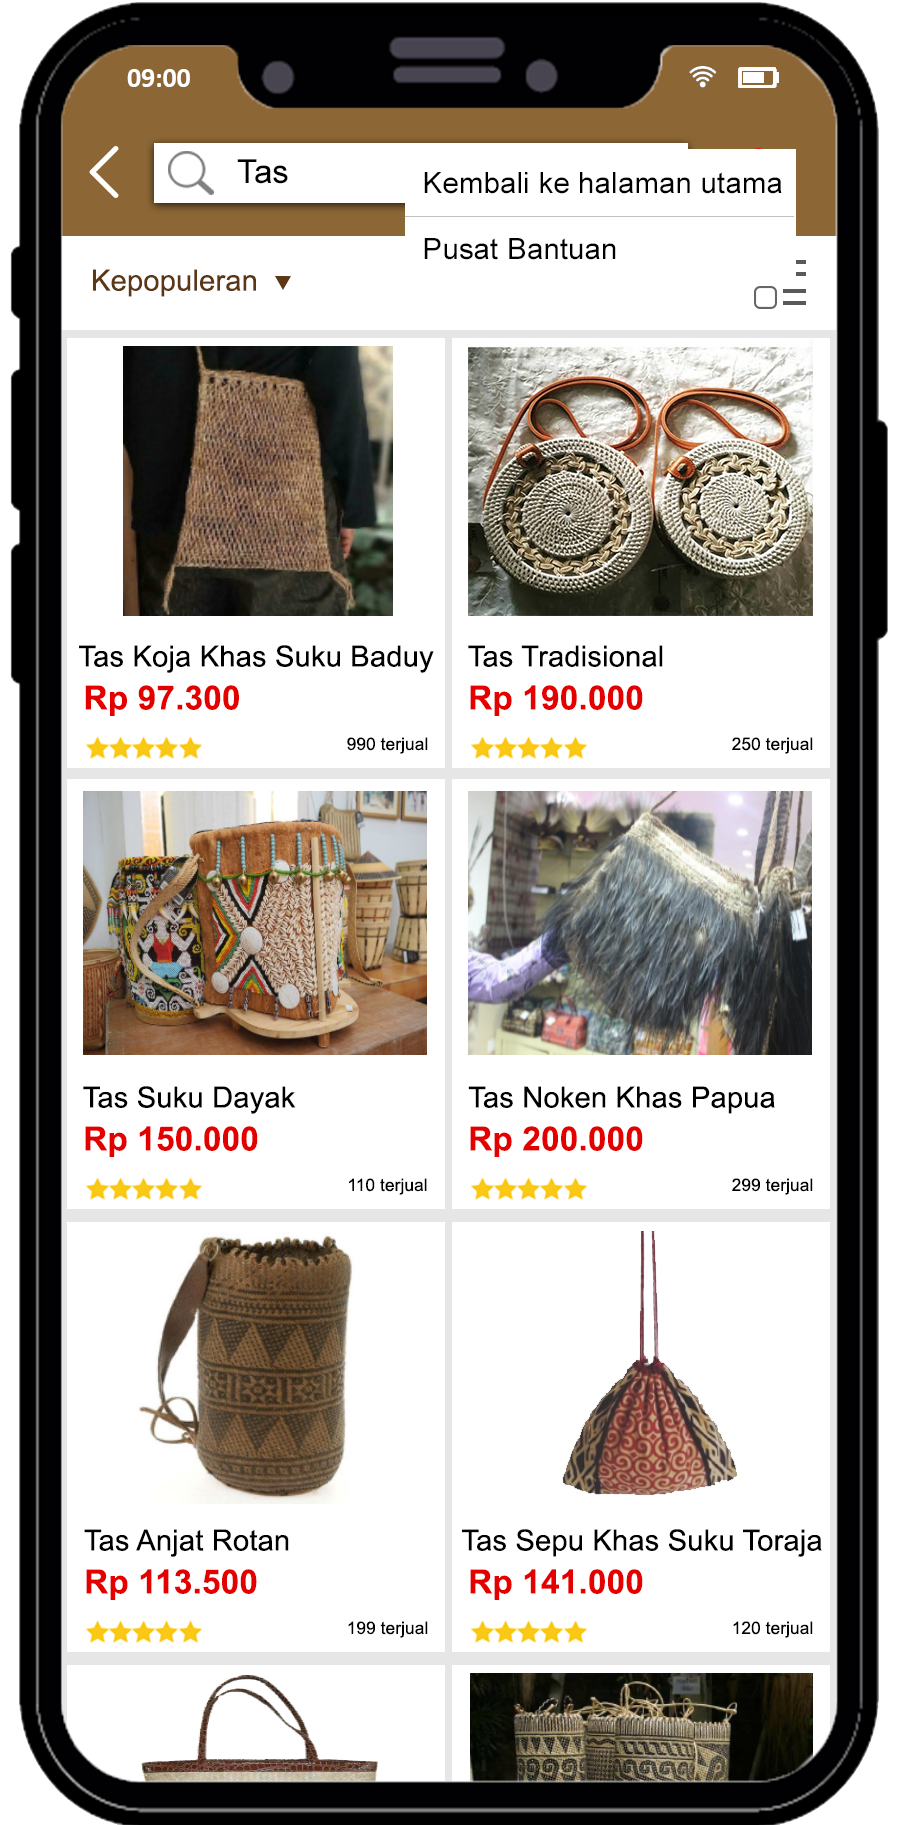 09:00
Tas
Kembali ke halaman utama
Pusat Bantuan
Kepopuleran ▼
Tas Koja Khas Suku Baduy
Rp 97.300
990 terjual
Tas Tradisional
Rp 190.000
250 terjual
Tas Suku Dayak
Rp 150.000
110 terjual
Tas Noken Khas Papua
Rp 200.000
299 terjual
Tas Anjat Rotan
Rp 113.500
199 terjual
Tas Sepu Khas Suku Toraja
Rp 141.000
120 terjual